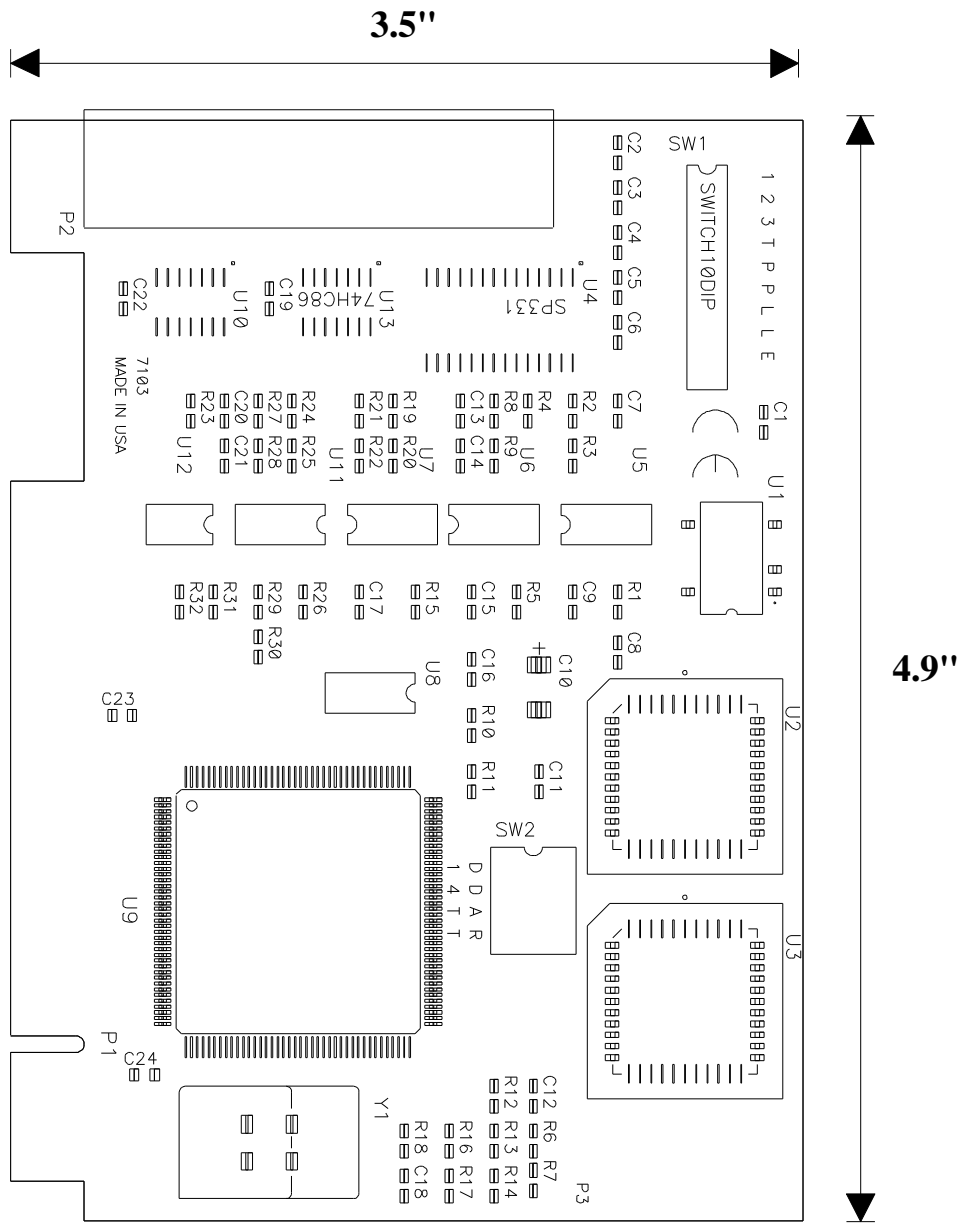 3.5"
4.9"
P2
SW1
SWITCH10DIP
1 2 3 T P P L L E
C2
C3
C4
C5
C6
C22
U10
C19
74HC86
U13
SP331
U4
7103
MADE IN USA
R23
C20
R27
R24
R21
R19
C13
R8
R4
R2
C7
C1
U12
C21
R28
R25
U11
R22
R20
U7
C14
R9
U6
R3
U5
U1
R32
R31
R29
R26
C17
R15
C15
R5
C9
R1
R30
C16
+
C10
C8
U8
C23
R10
U2
R11
C11
SW2
D D A R
1 4 T T
U9
U3
P1
C24
Y1
R12
C12
R18
R16
R13
R6
C18
R17
R14
R7
P3